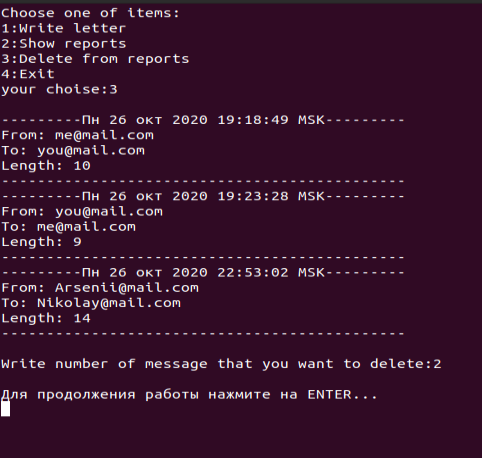 Choose one of items:
1:Write letter
2:Show reports
3:Delete from reports
4:Exit
your choise:3
---------Пн 26 окт 2020 19:18:49 MSK---------
From: me@mail.com
To: you@mail.com
Length: 10
---------------------------------------------
---------Пн 26 окт 2020 19:23:28 MSK---------
From: you@mail.com
To: me@mail.com
Length: 9
---------------------------------------------
---------Пн 26 окт 2020 22:53:02 MSK---------
From: Arsenii@mail.com
To: Nikolay@mail.com
Length: 14
---------------------------------------------
Write number of message that you want to delete:2
Для продолжения работы нажмите на ENTER...